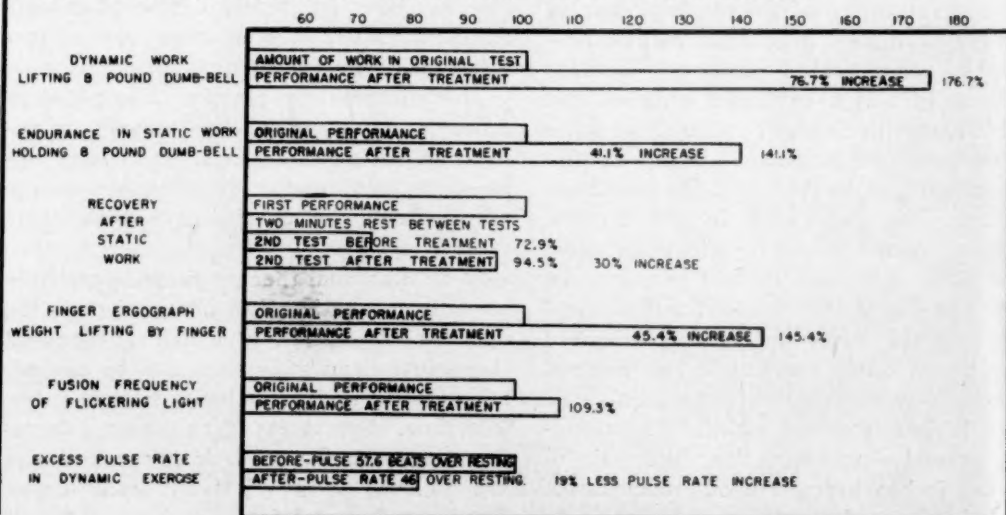 60 70 80 90 100 110 120 130 140 150 160 170 180
DYNAMIC WORK
LIFTING 8 POUND DUMB-BELL
AMOUNT OF WORK IN ORIGINAL TEST
PERFORMANCE AFTER TREATMENT 76.7% INCREASE 176.7%
ENDURANCE IN STATIC WORK
HOLDING 8 POUND DUMB-BELL
ORIGINAL PERFORMANCE
PERFORMANCE AFTER TREATMENT 41.1% INCREASE 141.1%
RECOVERY
AFTER
STATIC
WORK
FIRST PERFORMANCE
TWO MINUTES REST BETWEEN TESTS
2ND TEST BEFORE TREATMENT 72.9%
2ND TEST AFTER TREATMENT 94.5% 30% INCREASE
FINGER ERGOGRAPH
WEIGHT LIFTING BY FINGER
ORIGINAL PERFORMANCE
PERFORMANCE AFTER TREATMENT 45.4% INCREASE 145.4%
FUSION FREQUENCY
OF FLICKERING LIGHT
ORIGINAL PERFORMANCE
PERFORMANCE AFTER TREATMENT 109.3%
EXCESS PULSE RATE
IN DYNAMIC EXERCISE
BEFORE-PULSE 57.6 BEATS OVER RESTING
AFTER-PULSE RATE 46 OVER RESTING. 19% LESS PULSE RATE INCREASE